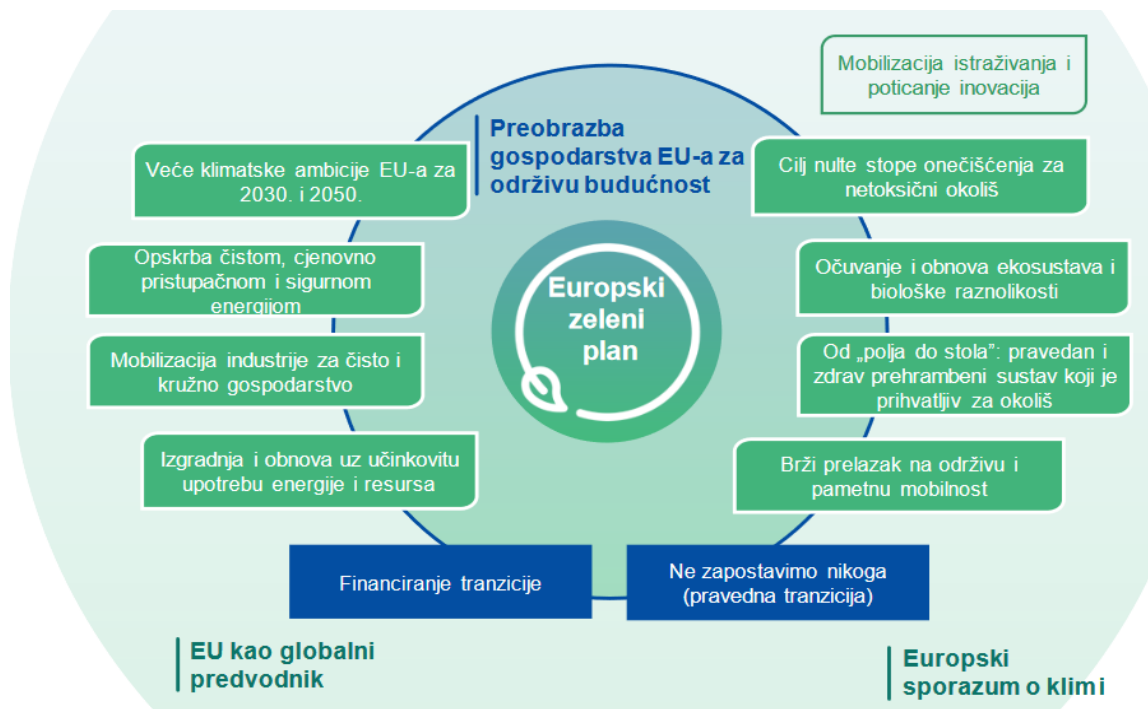 Mobilizacija istraživanja i
poticanje inovacija
Preobrazba
gospodarstva EU-a za
održivu budućnost
Veće klimatske ambicije EU-a za
2030. i 2050.
Cilj nulte stope onečišćenja za
netoksični okoliš
Opskrba čistom, cjenovno
pristupačnom i sigurnom
energijom
Očuvanje i obnova ekosustava i
biološke raznolikosti
Europski
zeleni
plan
Mobilizacija industrije za čisto i
kružno gospodarstvo
Od „polja do stola”: pravedan i
zdrav prehrambeni sustav koji je
prihvatljiv za okoliš
Izgradnja i obnova uz učinkovitu
upotrebu energije i resursa
Brži prelazak na održivu i
pametnu mobilnost
Financiranje tranzicije
Ne zapostavimo nikoga
(pravedna tranzicija)
EU kao globalni
predvodnik
Europski
sporazum o klimi